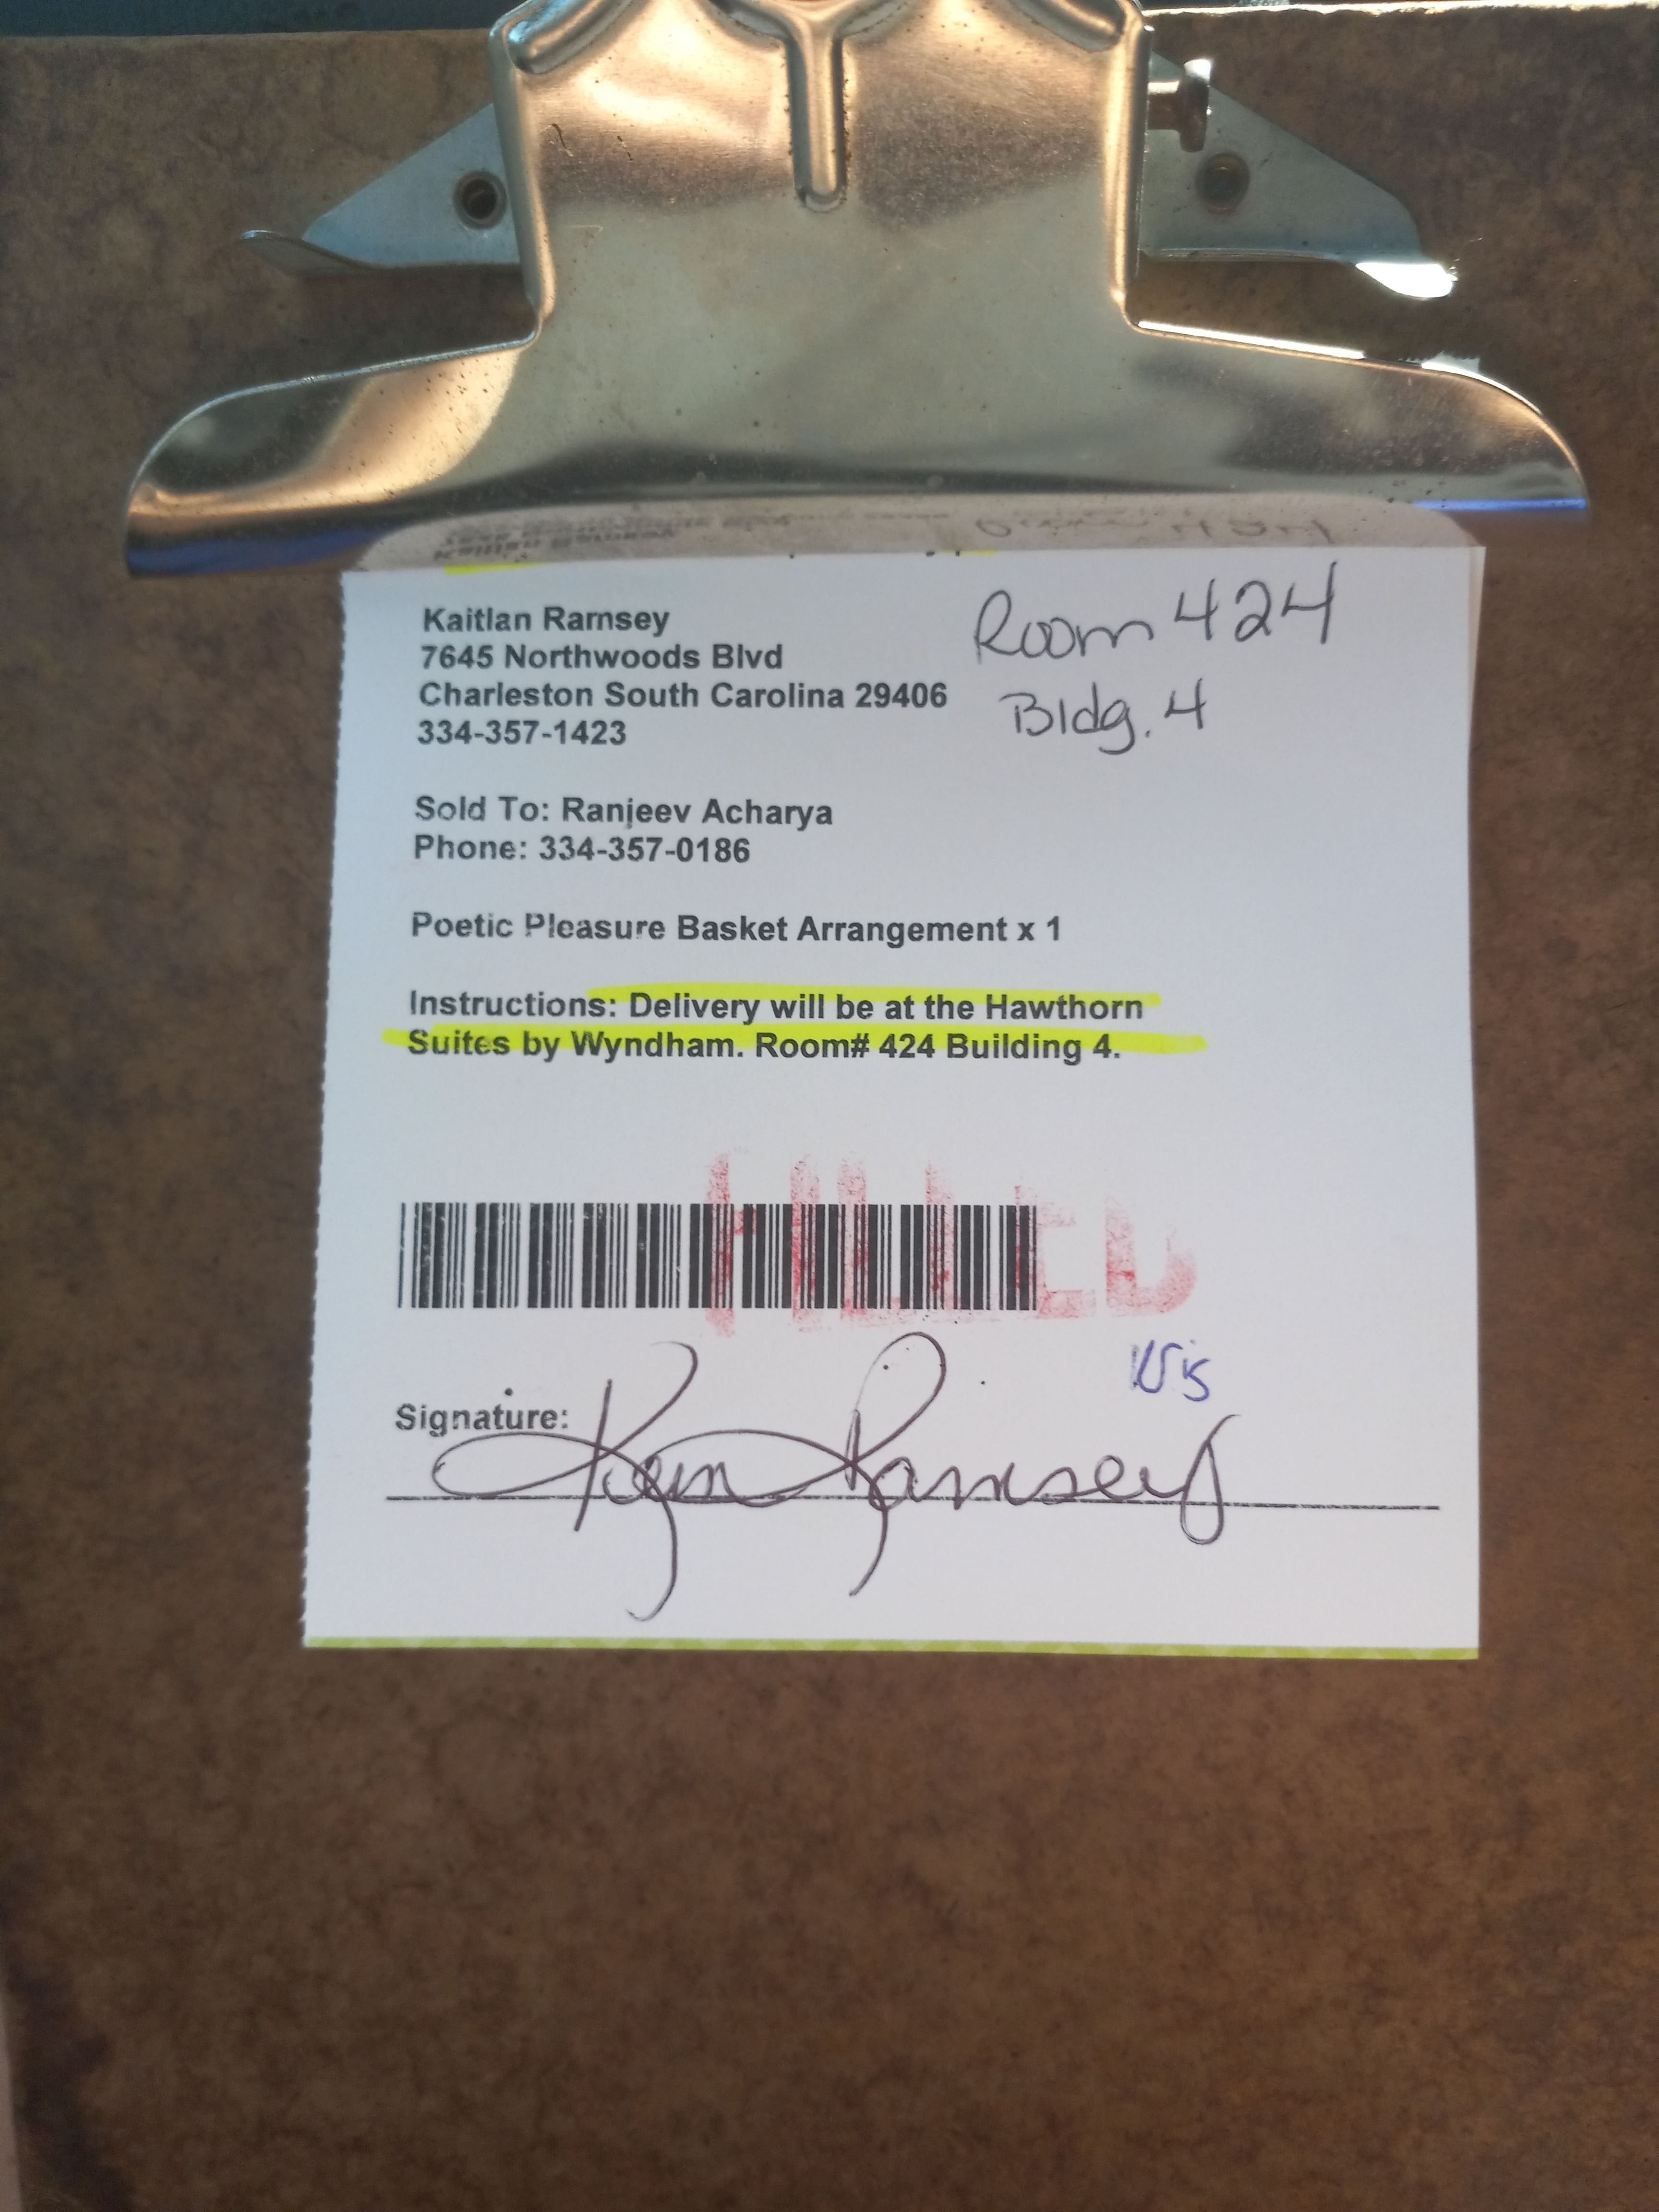 Kaitlan Ramsey
7645 Northwoods Blvd
Charleston South Carolina 29406
334-357-1423
Room 424
Bldg. 4
Sold To: Ranjeev Acharya
Phone: 334-357-0186
Poetic Pleasure Basket Arrangement x 1
Instructions: Delivery will be at the Hawthorn
Suites by Wyndham. Room# 424 Building 4.
FILLED
Signature:
Ramsey